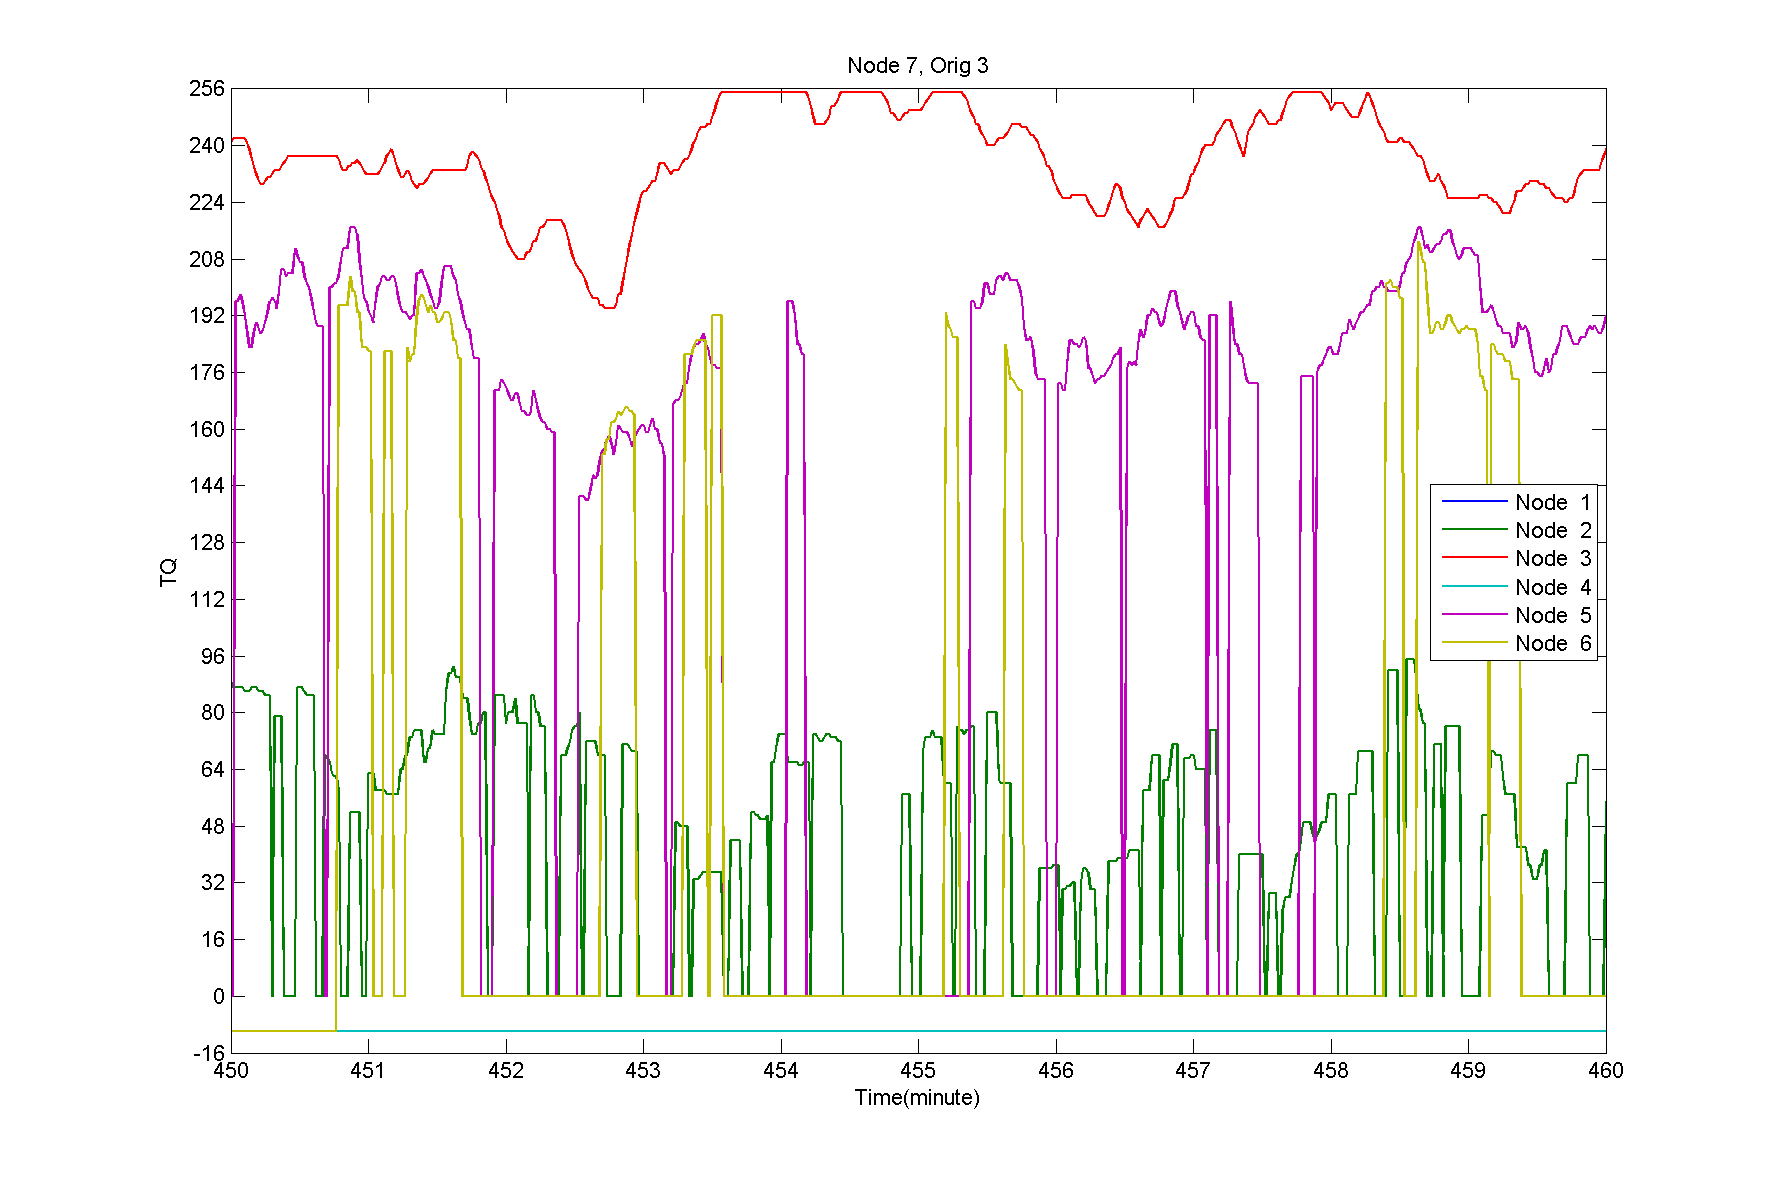 Node 7, Orig 3
256
240
224
208
192
176
160
144
128
112
96
80
64
48
32
16
0
-16
TQ
Node 1
Node 2
Node 3
Node 4
Node 5
Node 6
450 451 452 453 454 455 456 457 458 459 460
Time(minute)